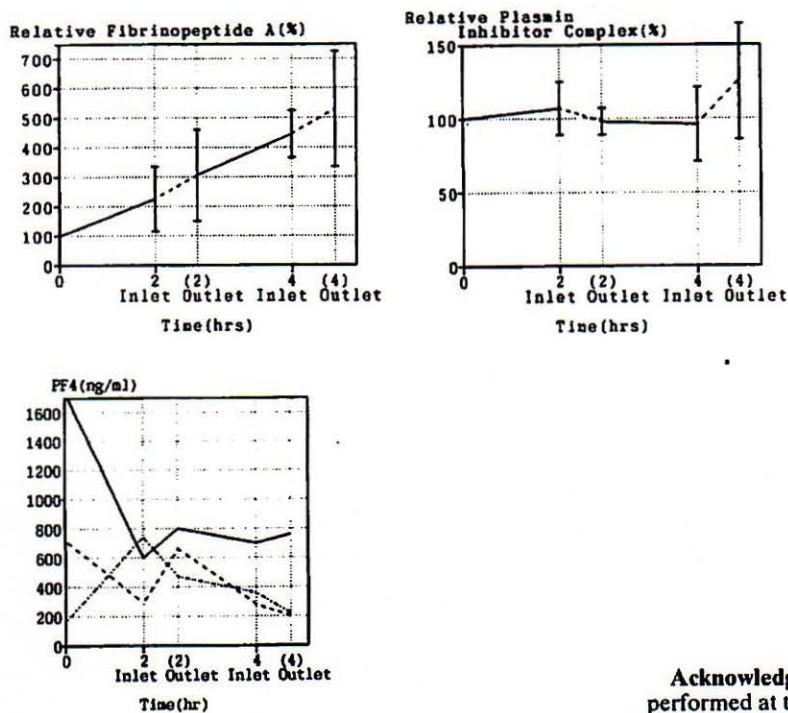 Relative Fibrinopeptide A(%)
700
600
500
400
300
200
100
0
0 2 (2) 4 (4)
Inlet Outlet Inlet Outlet
Time(hrs)
Relative Plasmin
Inhibitor Complex(%)
150
100
50
0
0 2 (2) 4 (4)
Inlet Outlet Inlet Outlet
Time(hrs)
PF4(ng/ml)
1600
1400
1200
1000
800
600
400
200
0
0 2 (2) 4 (4)
Inlet Outlet Inlet Outlet
Time(hr)
Acknowledg
performed at t